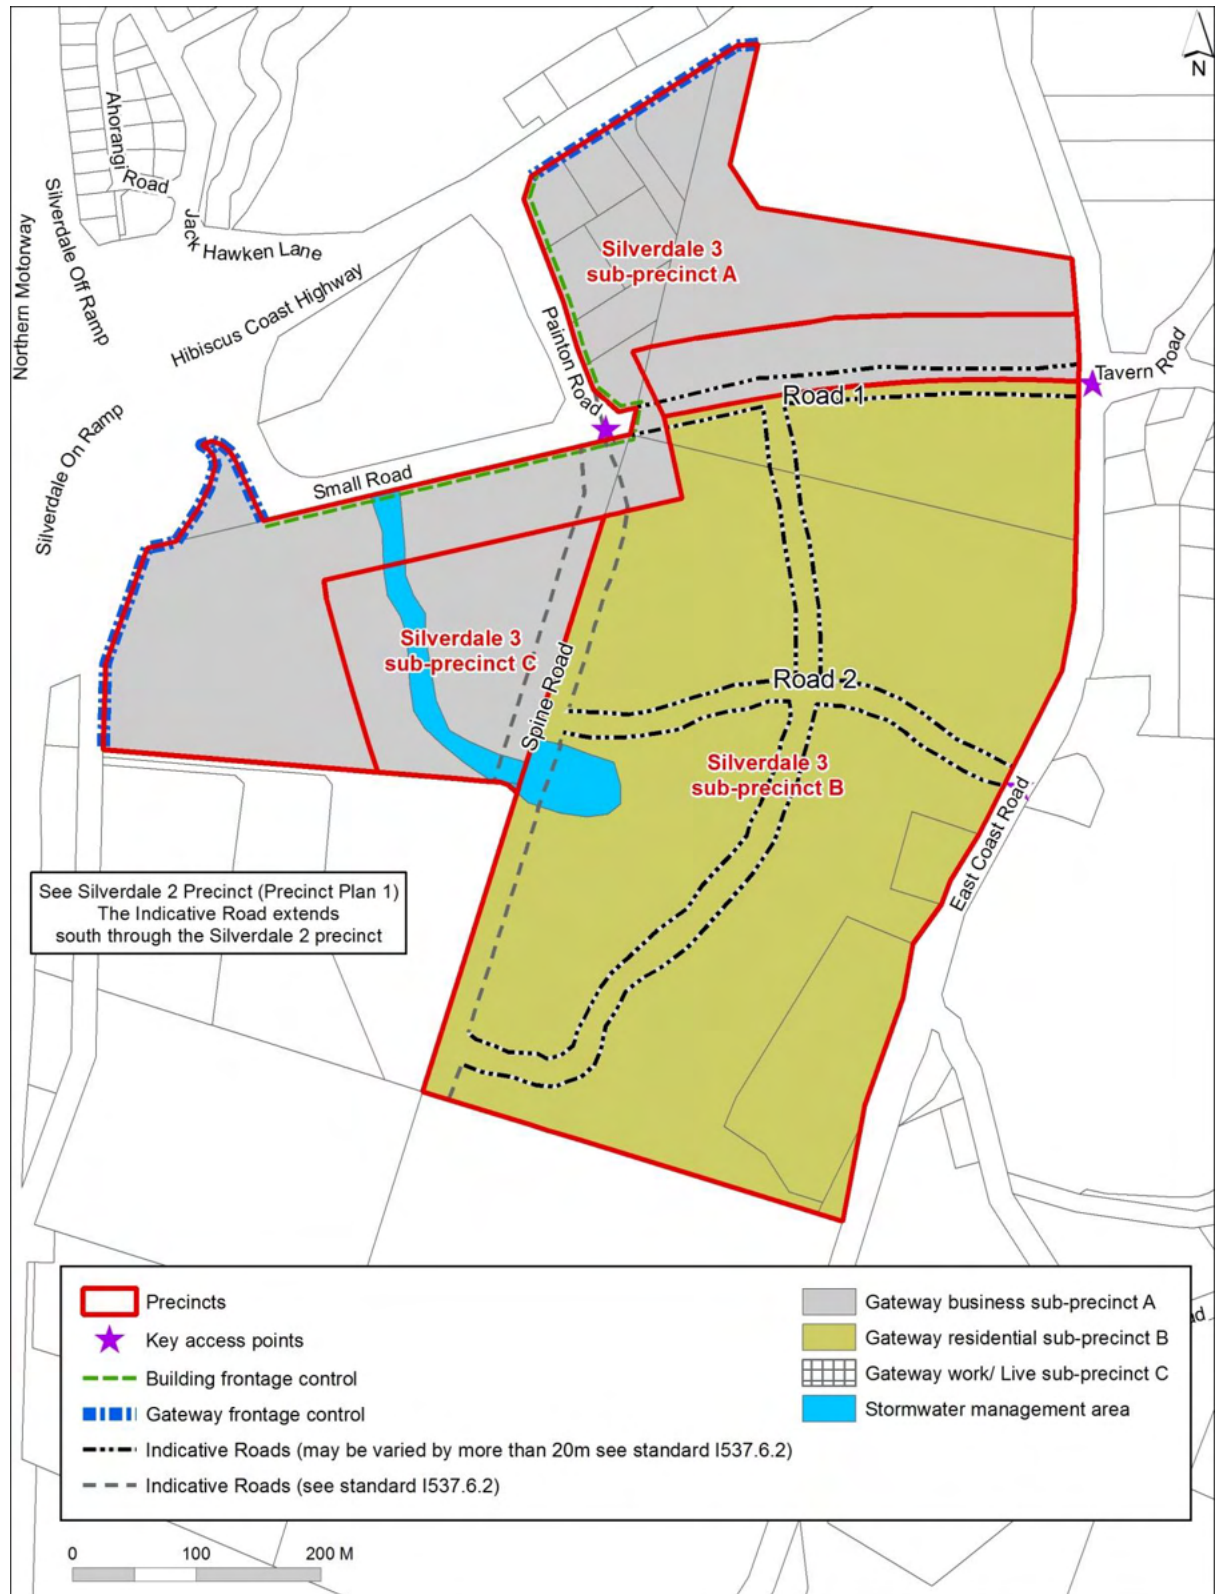 N
Ahorangi
Road
Silverdale Off Ramp
Northern Motorway
Jack
Hawken Lane
Hibiscus Coast Highway
Silverdale 3
sub-precinct A
Painton Road
Tavern Road
Road 1
Silverdale On Ramp
Small Road
Silverdale 3
sub-precinct C
Spine Road
Road 2
Silverdale 3
sub-precinct B
East Coast Road
See Silverdale 2 Precinct (Precinct Plan 1)
The Indicative Road extends
south through the Silverdale 2 precinct
Precincts
Key access points
Building frontage control
Gateway frontage control
Indicative Roads (may be varied by more than 20m see standard I537.6.2)
Indicative Roads (see standard I537.6.2)
Gateway business sub-precinct A
Gateway residential sub-precinct B
Gateway work/ Live sub-precinct C
Stormwater management area
0 100 200 M